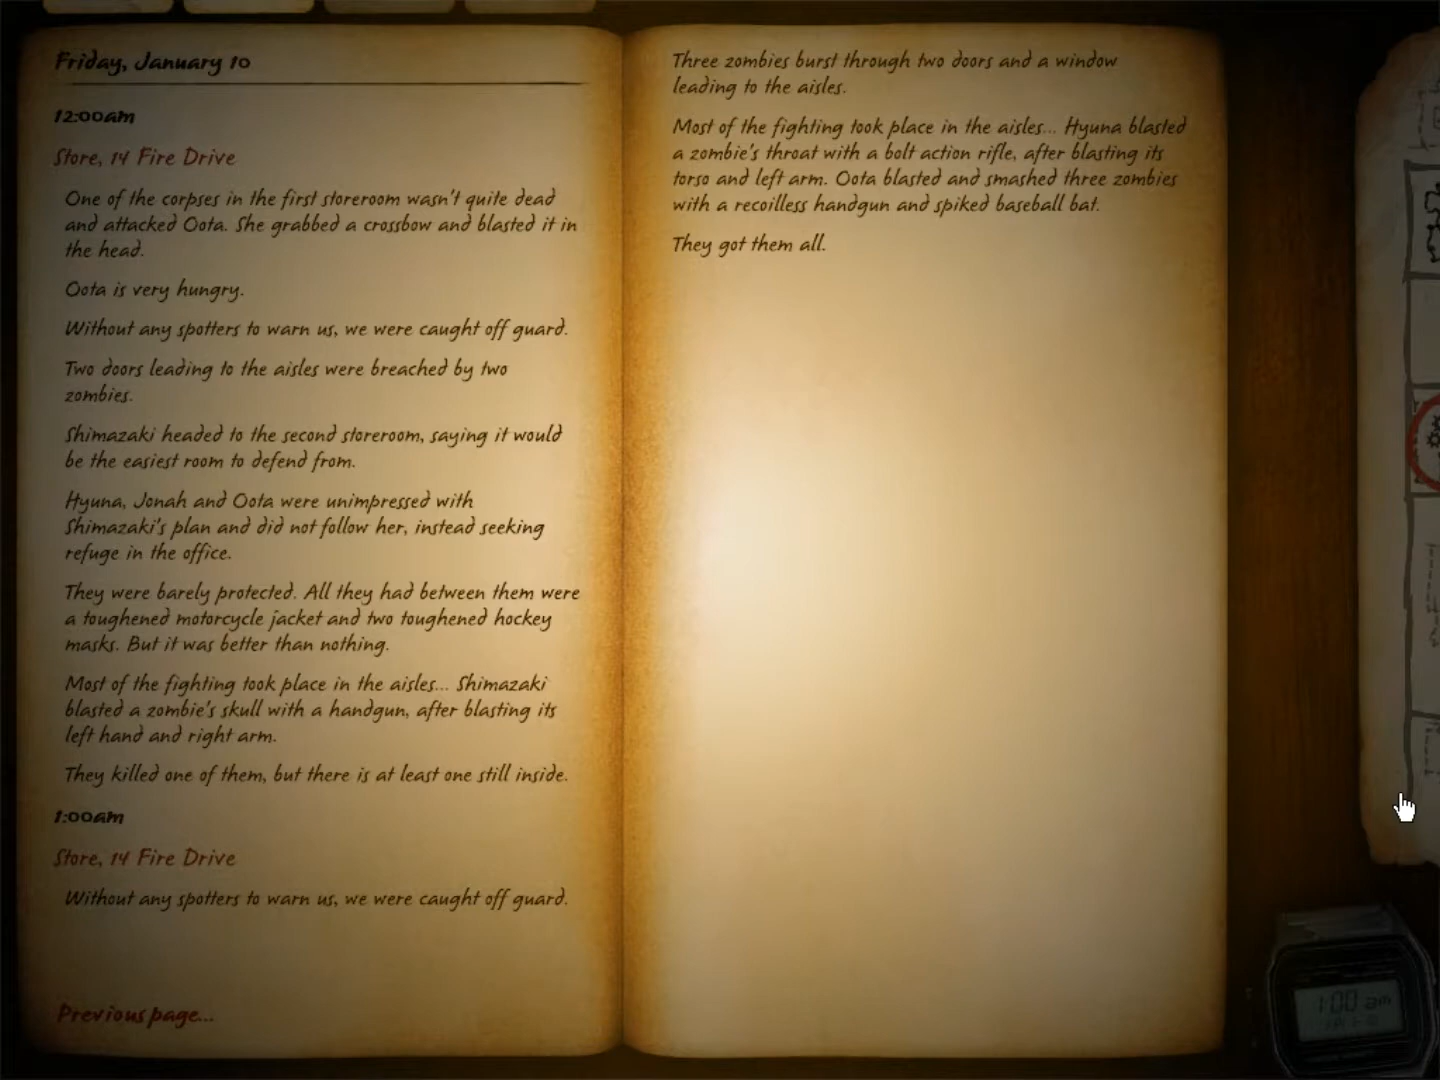 Friday, January 10
12:00am
Store, 14 Fire Drive
One of the corpses in the first storeroom wasn't quite dead
and attacked Oota. She grabbed a crossbow and blasted it in
the head.
Oota is very hungry.
Without any spotters to warn us, we were caught off guard.
Two doors leading to the aisles were breached by two
zombies.
Shimazaki headed to the second storeroom, saying it would
be the easiest room to defend from.
Hyuna, Jonah and Oota were unimpressed with
Shimazaki's plan and did not follow her, instead seeking
refuge in the office.
They were barely protected. All they had between them were
a toughened motorcycle jacket and two toughened hockey
masks. But it was better than nothing.
Most of the fighting took place in the aisles... Shimazaki
blasted a zombie's skull with a handgun, after blasting its
left hand and right arm.
They killed one of them, but there is at least one still inside.
1:00am
Store, 14 Fire Drive
Without any spotters to warn us, we were caught off guard.
Previous page...
Three zombies burst through two doors and a window
leading to the aisles.
Most of the fighting took place in the aisles... Hyuna blasted
a zombie's throat with a bolt action rifle, after blasting its
torso and left arm. Oota blasted and smashed three zombies
with a recoilless handgun and spiked baseball bat.
They got them all.
1:00 am